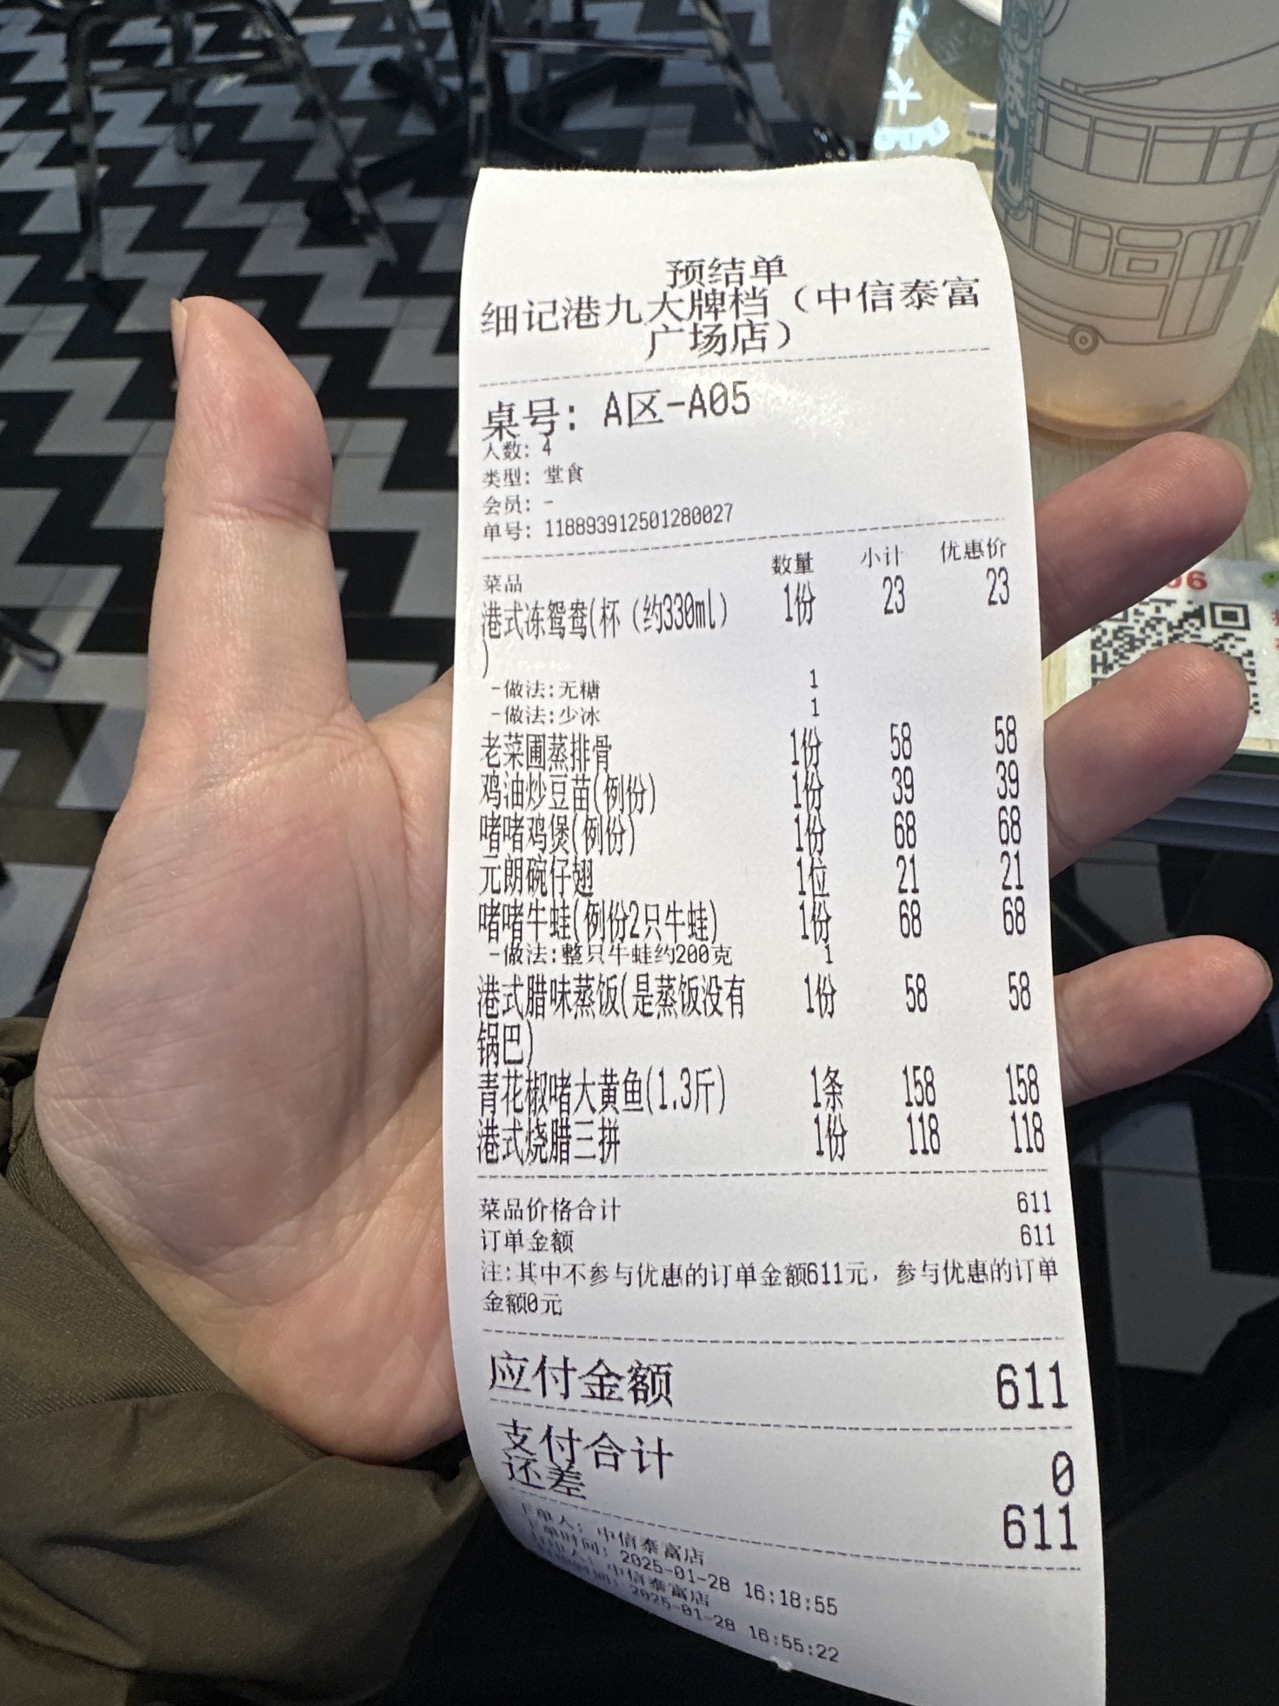 预结单
细记港九大牌档（中信泰富
广场店）
桌号: A区-A05
人数: 4
类型: 堂食
会员: -
单号: 118893912501280027
菜品 数量 小计 优惠价
港式冻鸳鸯(杯（约330ml） 1份 23 23
)
-做法:无糖 1
-做法:少冰 1
老菜圃蒸排骨 1份 58 58
鸡油炒豆苗(例份) 1份 39 39
啫啫鸡煲(例份) 1份 68 68
元朗碗仔翅 1位 21 21
啫啫牛蛙(例份2只牛蛙) 1份 68 68
-做法:整只牛蛙约200克 1
港式腊味蒸饭(是蒸饭没有 1份 58 58
锅巴)
青花椒啫大黄鱼(1.3斤) 1条 158 158
港式烧腊三拼 1份 118 118
菜品价格合计 611
订单金额 611
注:其中不参与优惠的订单金额611元，参与优惠的订单
金额0元
应付金额 611
支付合计 0
还差 611
下单人: 中信泰富店
下单时间: 2025-01-28 16:18:55
中信泰富店
2025-01-28 16:55:22
港九
06